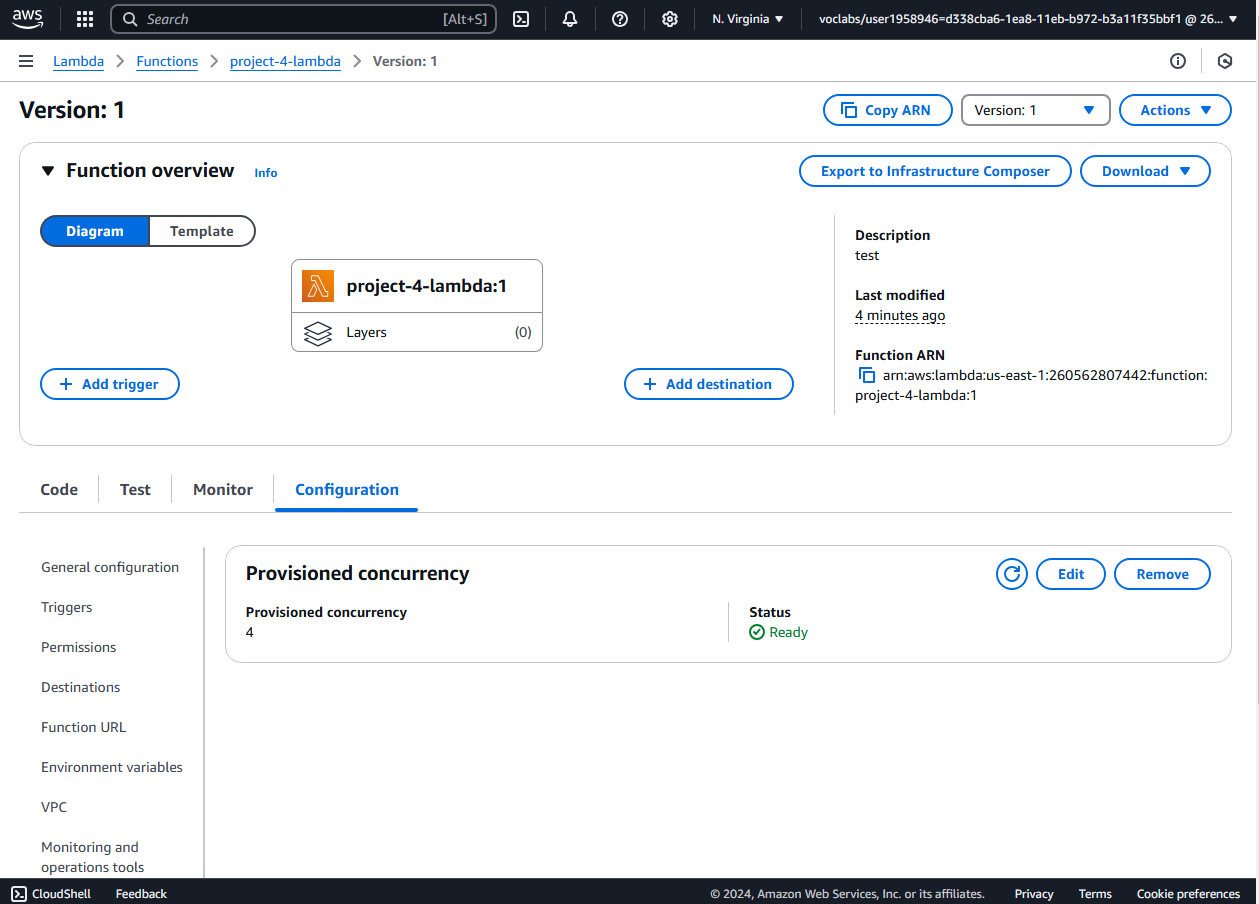 aws
Search [Alt+S]
N. Virginia
voclabs/user1958946=d338cba6-1ea8-11eb-b972-b3a11f35bbf1 @ 26...
Lambda
Functions
project-4-lambda
Version: 1
Version: 1
Copy ARN
Version: 1
Actions
Function overview
Info
Export to Infrastructure Composer
Download
Diagram
Template
project-4-lambda:1
Layers
(0)
Add trigger
Add destination
Description
test
Last modified
4 minutes ago
Function ARN
arn:aws:lambda:us-east-1:260562807442:function:
project-4-lambda:1
Code
Test
Monitor
Configuration
General configuration
Triggers
Permissions
Destinations
Function URL
Environment variables
VPC
Monitoring and
operations tools
Provisioned concurrency
Edit
Remove
Provisioned concurrency
4
Status
Ready
CloudShell
Feedback
© 2024, Amazon Web Services, Inc. or its affiliates.
Privacy
Terms
Cookie preferences